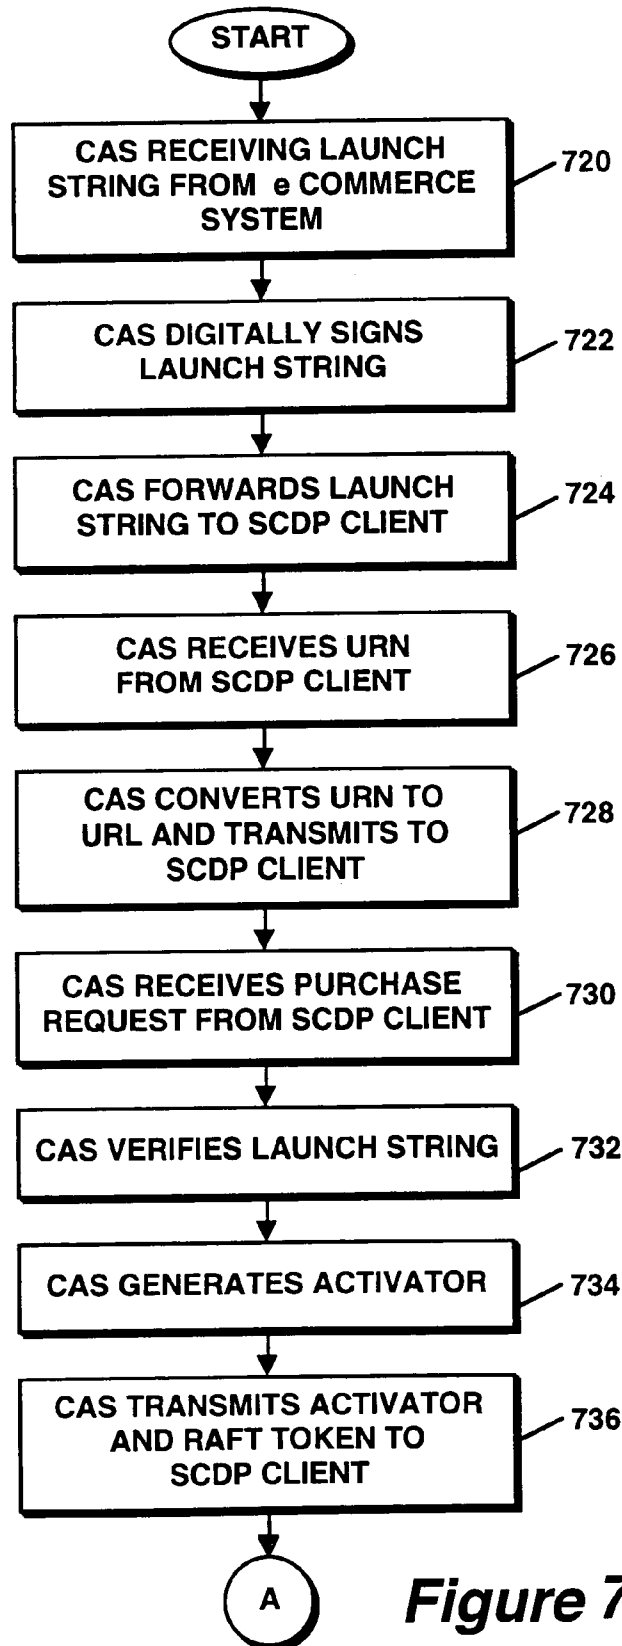 START
CAS RECEIVING LAUNCH
STRING FROM e COMMERCE
SYSTEM
720
CAS DIGITALLY SIGNS
LAUNCH STRING
722
CAS FORWARDS LAUNCH
STRING TO SCDP CLIENT
724
CAS RECEIVES URN
FROM SCDP CLIENT
726
CAS CONVERTS URN TO
URL AND TRANSMITS TO
SCDP CLIENT
728
CAS RECEIVES PURCHASE
REQUEST FROM SCDP CLIENT
730
CAS VERIFIES LAUNCH STRING
732
CAS GENERATES ACTIVATOR
734
CAS TRANSMITS ACTIVATOR
AND RAFT TOKEN TO
SCDP CLIENT
736
A
Figure 7